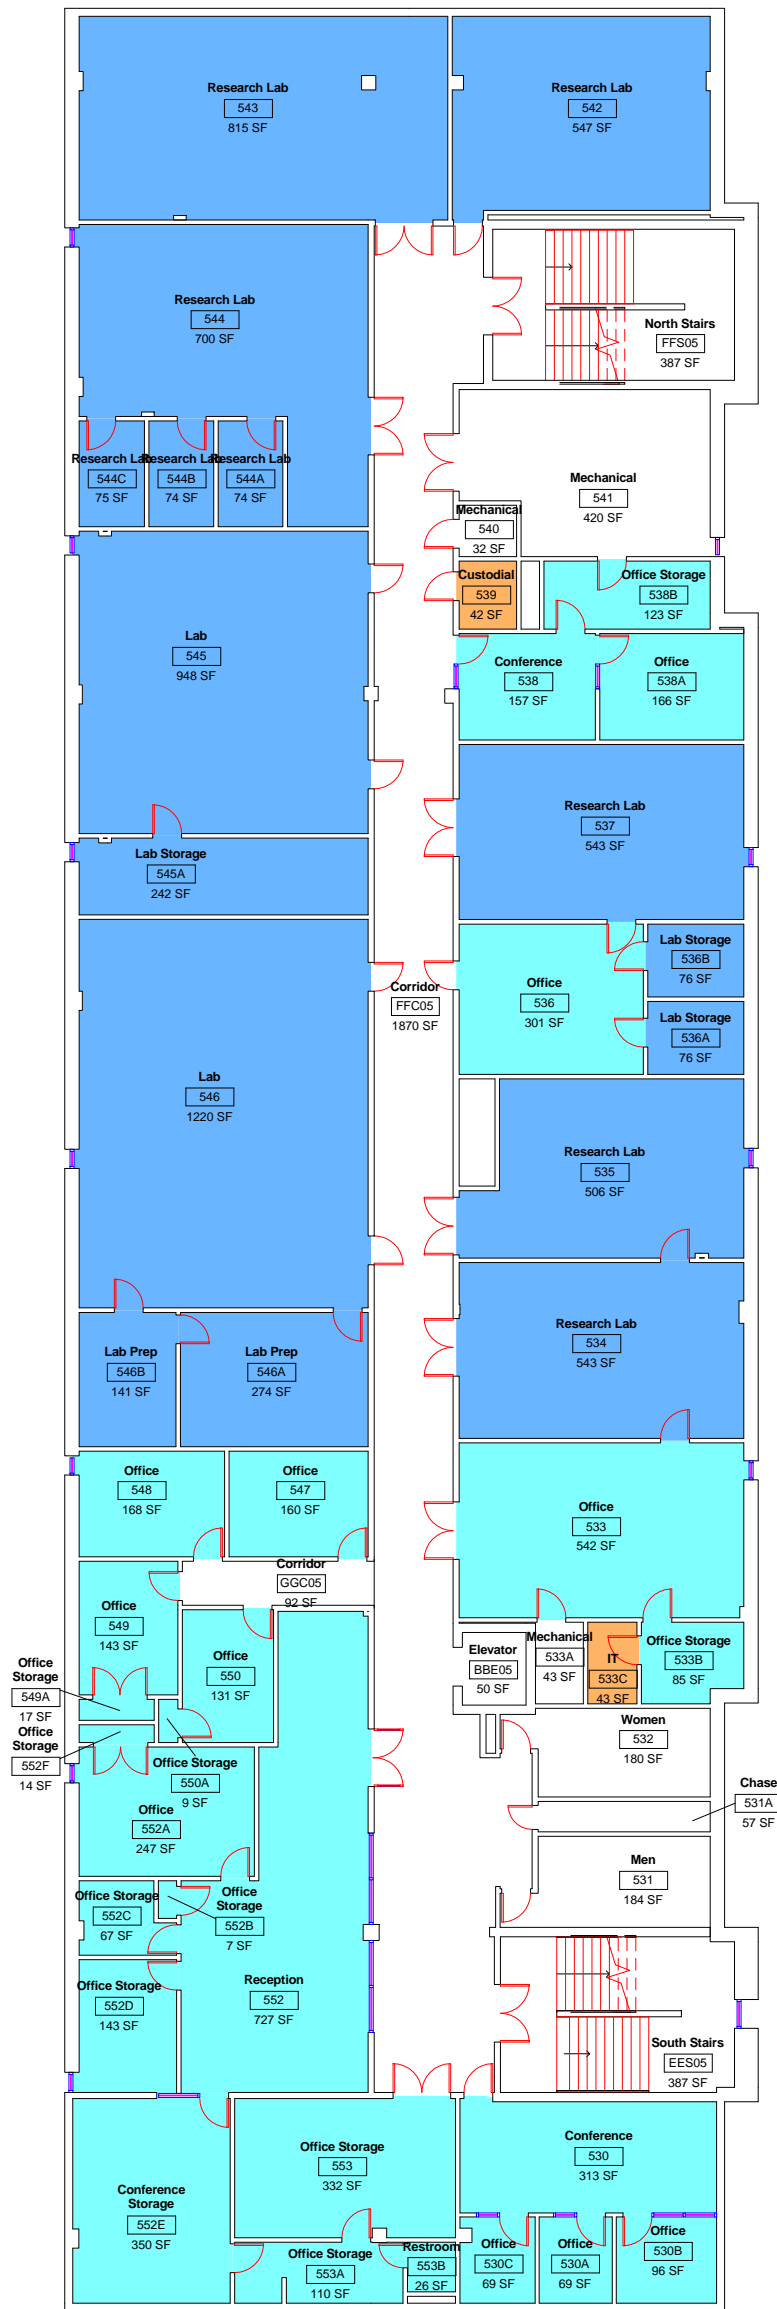 Research Lab
543
815 SF
Research Lab
542
547 SF
Research Lab
544
700 SF
North Stairs
FFS05
387 SF
Research Lab
544C
75 SF
Research Lab
544B
74 SF
Research Lab
544A
74 SF
Mechanical
541
420 SF
Mechanical
540
32 SF
Custodial
539
42 SF
Office Storage
538B
123 SF
Lab
545
948 SF
Conference
538
157 SF
Office
538A
166 SF
Research Lab
537
543 SF
Lab Storage
545A
242 SF
Lab Storage
536B
76 SF
Office
536
301 SF
Corridor
FFC05
1870 SF
Lab Storage
536A
76 SF
Lab
546
1220 SF
Research Lab
535
506 SF
Research Lab
534
543 SF
Lab Prep
546B
141 SF
Lab Prep
546A
274 SF
Office
548
168 SF
Office
547
160 SF
Office
533
542 SF
Corridor
GGC05
92 SF
Office
549
143 SF
Office
550
131 SF
Elevator
BBE05
50 SF
Mechanical
533A
43 SF
IT
533C
43 SF
Office Storage
533B
85 SF
Office
Storage
549A
17 SF
Office
Storage
552F
14 SF
Women
532
180 SF
Office Storage
550A
9 SF
Chase
531A
57 SF
Office
552A
247 SF
Men
531
184 SF
Office Storage
552C
67 SF
Office
Storage
552B
7 SF
Office Storage
552D
143 SF
Reception
552
727 SF
South Stairs
EES05
387 SF
Conference
530
313 SF
Office Storage
553
332 SF
Conference
Storage
552E
350 SF
Office Storage
553A
110 SF
Restroom
553B
26 SF
Office
530C
69 SF
Office
530A
69 SF
Office
530B
96 SF